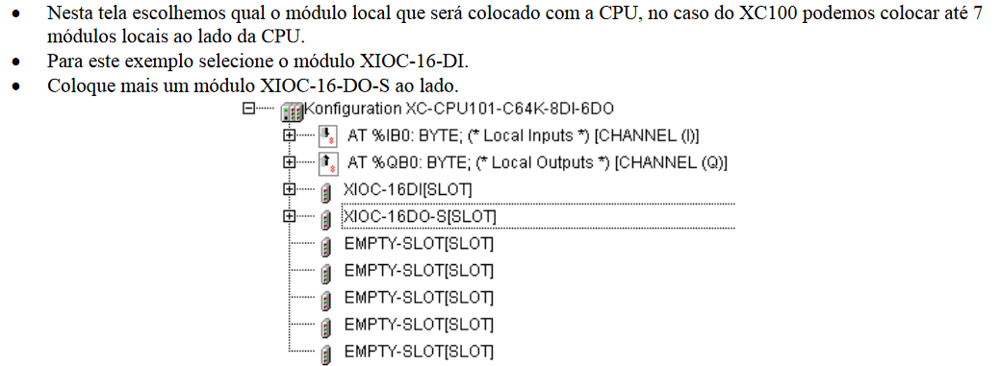 • Nesta tela escolhemos qual o módulo local que será colocado com a CPU, no caso do XC100 podemos colocar até 7
módulos locais ao lado da CPU.
• Para este exemplo selecione o módulo XIOC-16-DI.
• Coloque mais um módulo XIOC-16-DO-S ao lado.
Konfiguration XC-CPU101-C64K-8DI-6DO
AT %IB0: BYTE; (* Local Inputs *) [CHANNEL (I)]
AT %QB0: BYTE; (* Local Outputs *) [CHANNEL (Q)]
XIOC-16DI[SLOT]
XIOC-16DO-S[SLOT]
EMPTY-SLOT[SLOT]
EMPTY-SLOT[SLOT]
EMPTY-SLOT[SLOT]
EMPTY-SLOT[SLOT]
EMPTY-SLOT[SLOT]